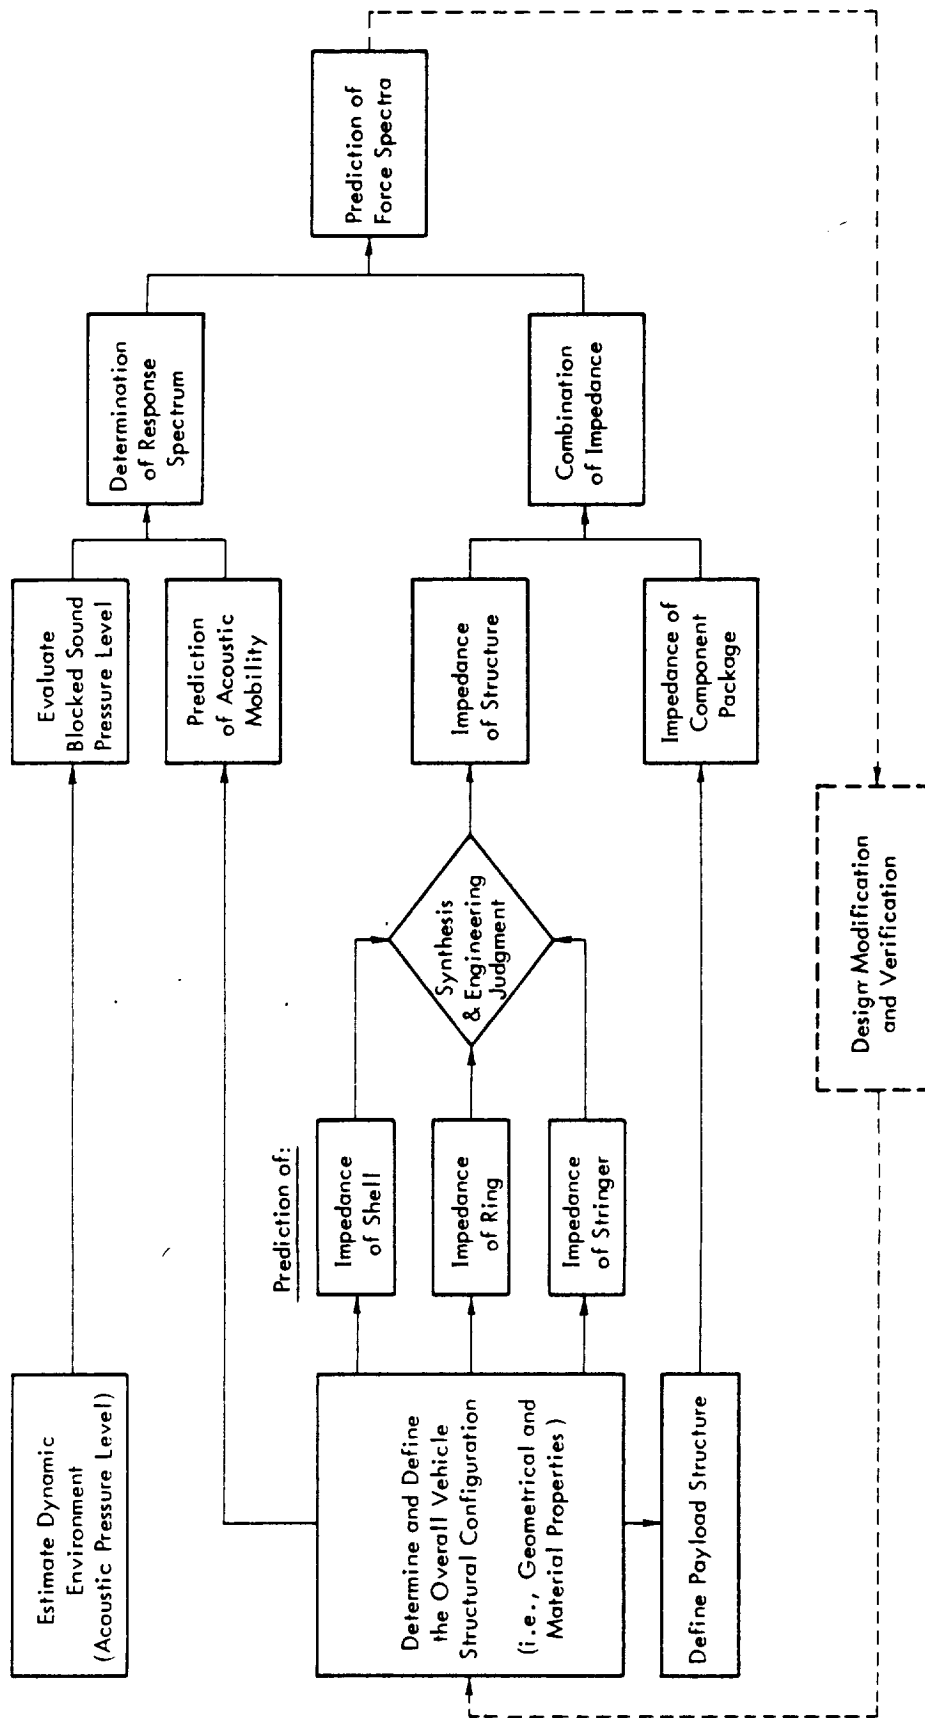 Estimate Dynamic
Environment
(Acoustic Pressure Level)
Evaluate
Blocked Sound
Pressure Level
Determination
of Response
Spectrum
Prediction
of Acoustic
Mobility
Prediction of
Force Spectra
Determine and Define
the Overall Vehicle
Structural Configuration
(i.e., Geometrical and
Material Properties)
Prediction of:
Impedance
of Shell
Impedance
of Ring
Impedance
of Stringer
Synthesis
& Engineering
Judgment
Impedance
of Structure
Combination
of Impedance
Define Payload Structure
Impedance of
Component
Package
Design Modification
and Verification